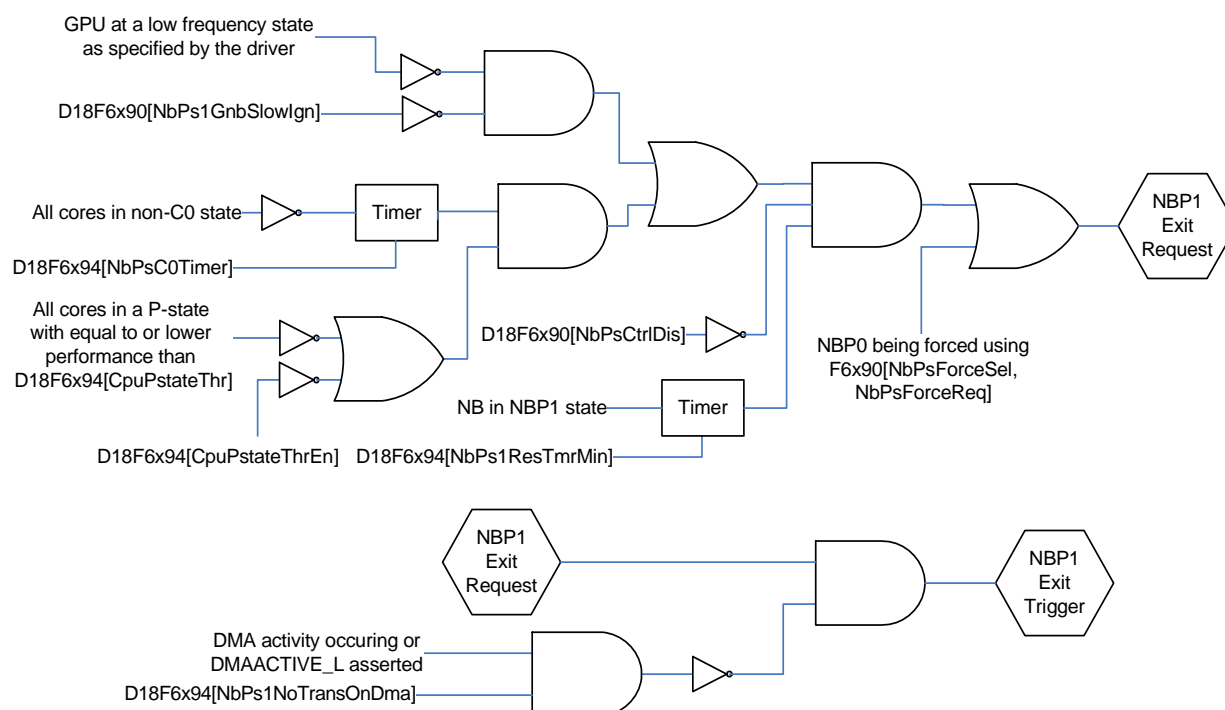 GPU at a low frequency state
as specified by the driver
D18F6x90[NbPs1GnbSlowIgn]
All cores in non-C0 state
Timer
D18F6x94[NbPsC0Timer]
All cores in a P-state
with equal to or lower
performance than
D18F6x94[CpuPstateThr]
D18F6x94[CpuPstateThrEn]
D18F6x90[NbPsCtrlDis]
NB in NBP1 state
Timer
D18F6x94[NbPs1ResTmrMin]
NBP0 being forced using
F6x90[NbPsForceSel,
NbPsForceReq]
NBP1
Exit
Request
NBP1
Exit
Request
DMA activity occuring or
DMAACTIVE_L asserted
D18F6x94[NbPs1NoTransOnDma]
NBP1
Exit
Trigger